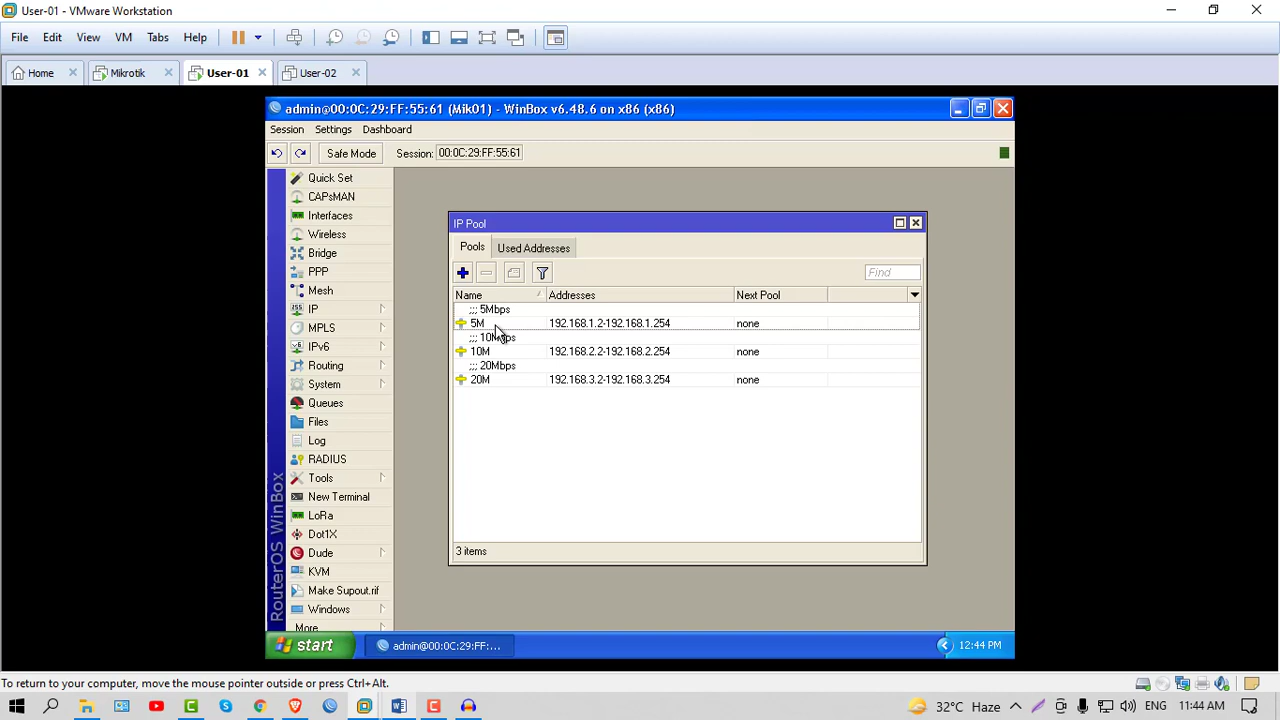 User-01 - VMware Workstation
File Edit View VM Tabs Help
Home Mikrotik User-01 User-02
admin@00:0C:29:FF:55:61 (Mik01) - WinBox v6.48.6 on x86 (x86)
Session Settings Dashboard
Safe Mode Session: 00:0C:29:FF:55:61
Quick Set
CAPsMAN
Interfaces
Wireless
Bridge
PPP
Mesh
IP
MPLS
IPv6
Routing
System
Queues
Files
Log
RADIUS
Tools
New Terminal
LoRa
Dot1X
Dude
KVM
Make Supout.rif
Windows
More
RouterOS WinBox
IP Pool
Pools Used Addresses
Find
Name Addresses Next Pool
;;; 5Mbps
5M 192.168.1.2-192.168.1.254 none
;;; 10Mbps
10M 192.168.2.2-192.168.2.254 none
;;; 20Mbps
20M 192.168.3.2-192.168.3.254 none
3 items
start admin@00:0C:29:FF:55:61 (... 12:44 PM
To return to your computer, move the mouse pointer outside or press Ctrl+Alt.
32°C Haze ENG 11:44 AM